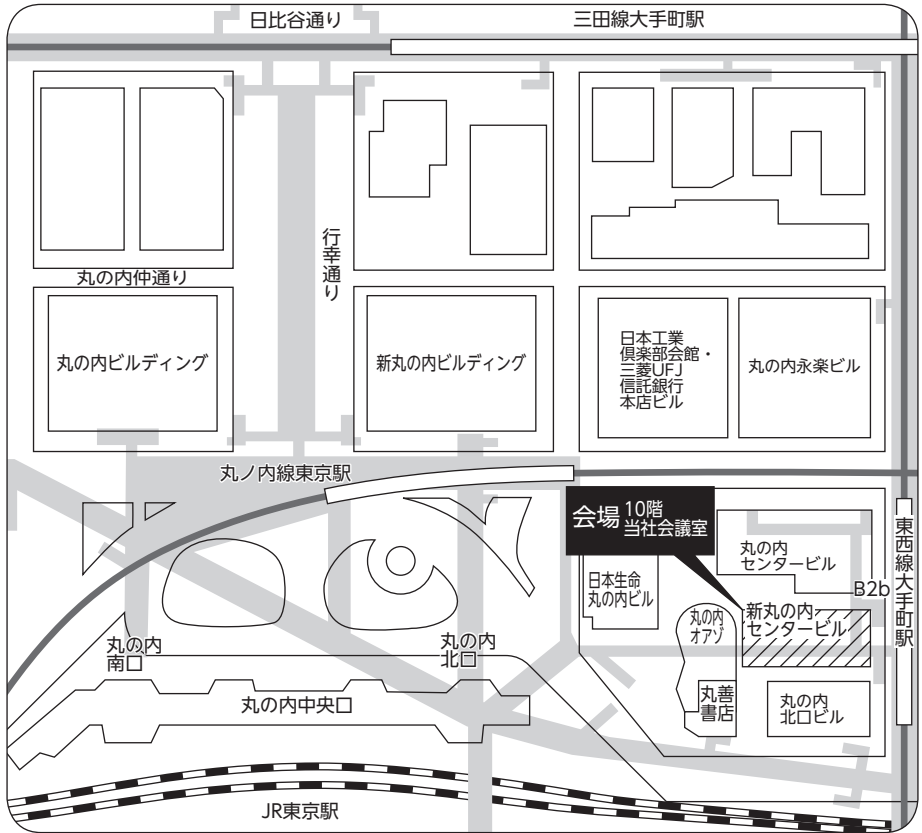 日比谷通り
三田線大手町駅
行幸通り
丸の内仲通り
丸の内ビルディング
新丸の内ビルディング
日本工業
倶楽部会館・
三菱UFJ
信託銀行
本店ビル
丸の内永楽ビル
丸ノ内線東京駅
会場 10階
当社会議室
東西線大手町駅
丸の内
センタービル
B2b
日本生命
丸の内ビル
丸の内
オアゾ
新丸の内
センタービル
丸の内
南口
丸の内
北口
丸の内中央口
丸善
書店
丸の内
北口ビル
JR東京駅